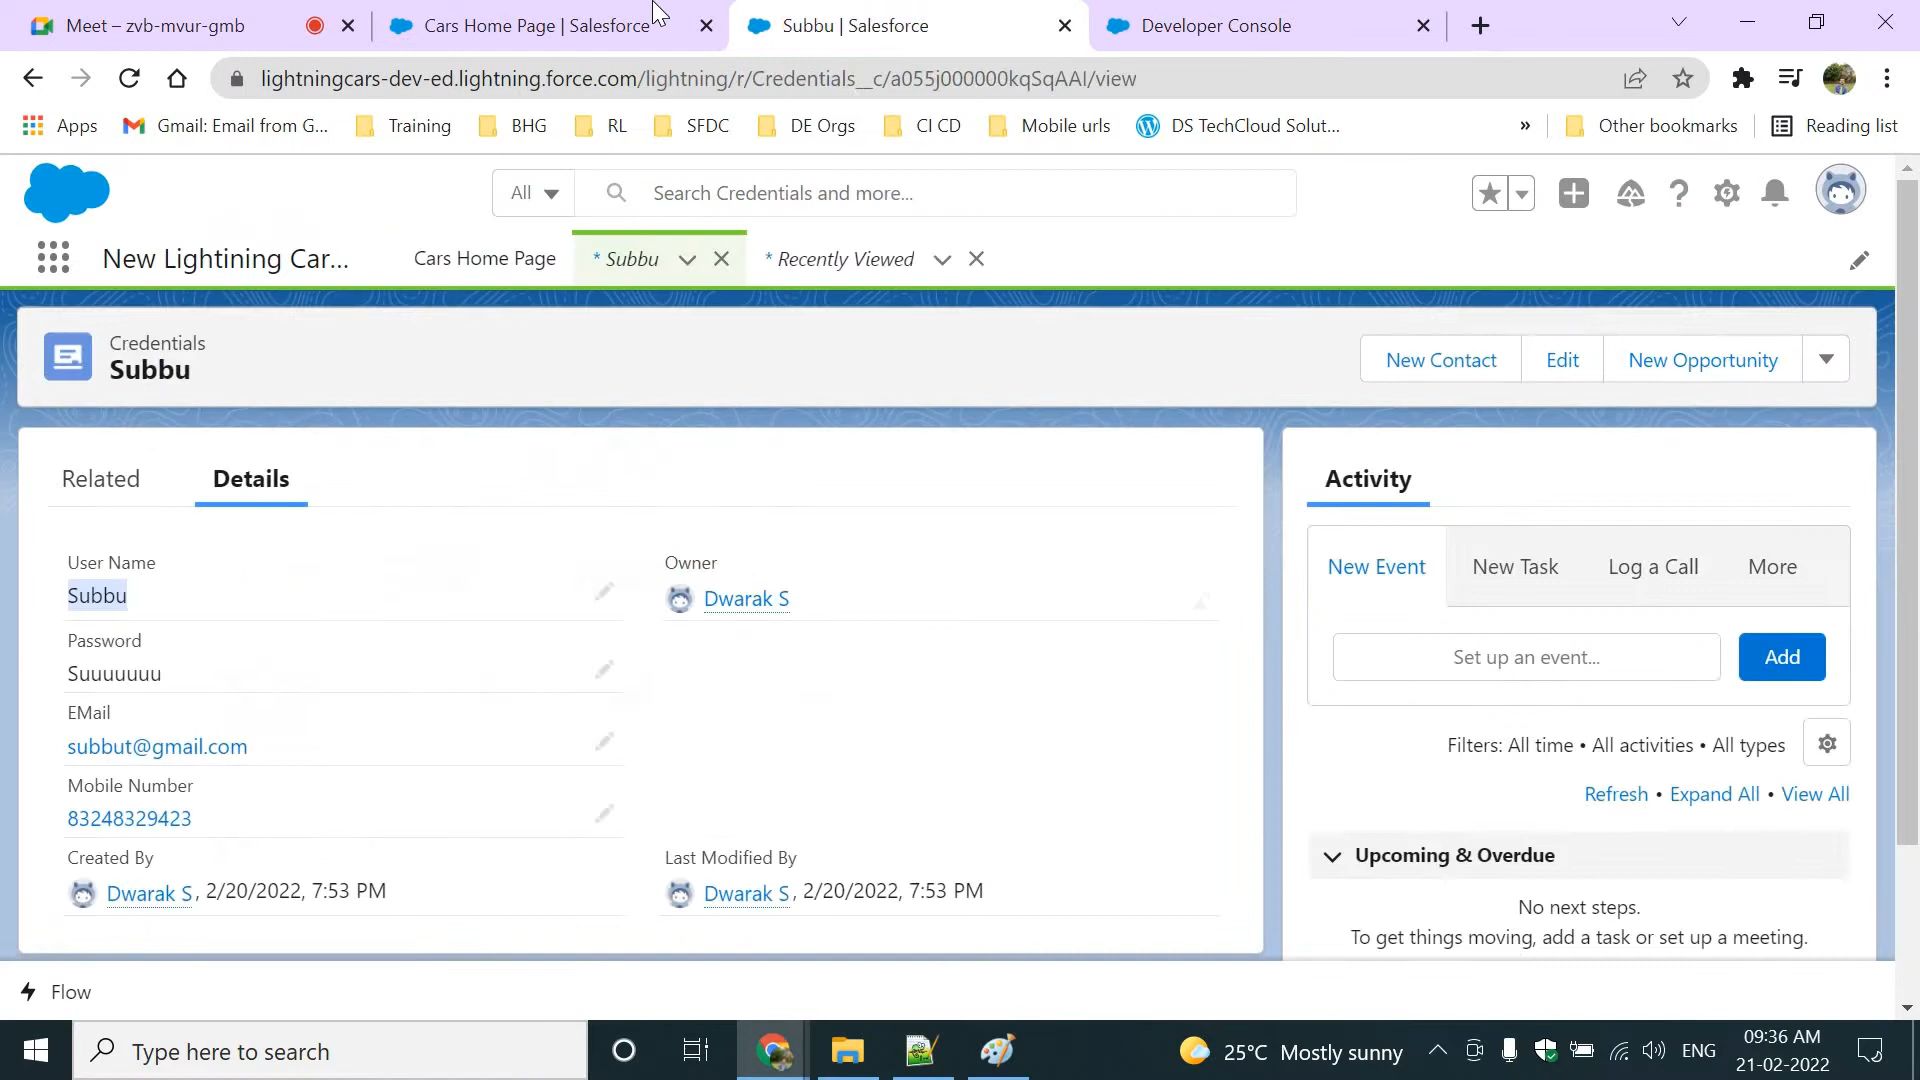 Meet – zvb-mvur-gmb
Cars Home Page | Salesforce
Subbu | Salesforce
Developer Console
lightningcars-dev-ed.lightning.force.com/lightning/r/Credentials__c/a055j000000kqSqAAI/view
Apps
Gmail: Email from G...
Training
BHG
RL
SFDC
DE Orgs
CI CD
Mobile urls
DS TechCloud Solut...
»
Other bookmarks
Reading list
All
Search Credentials and more...
New Lightining Car...
Cars Home Page
* Subbu
* Recently Viewed
Credentials
Subbu
New Contact
Edit
New Opportunity
Related
Details
Activity
User Name
Subbu
Owner
Dwarak S
Password
Suuuuuuu
EMail
subbut@gmail.com
Mobile Number
83248329423
Created By
Dwarak S, 2/20/2022, 7:53 PM
Last Modified By
Dwarak S, 2/20/2022, 7:53 PM
New Event
New Task
Log a Call
More
Set up an event...
Add
Filters: All time • All activities • All types
Refresh • Expand All • View All
Upcoming & Overdue
No next steps.
To get things moving, add a task or set up a meeting.
Flow
Type here to search
25°C Mostly sunny
ENG
09:36 AM
21-02-2022